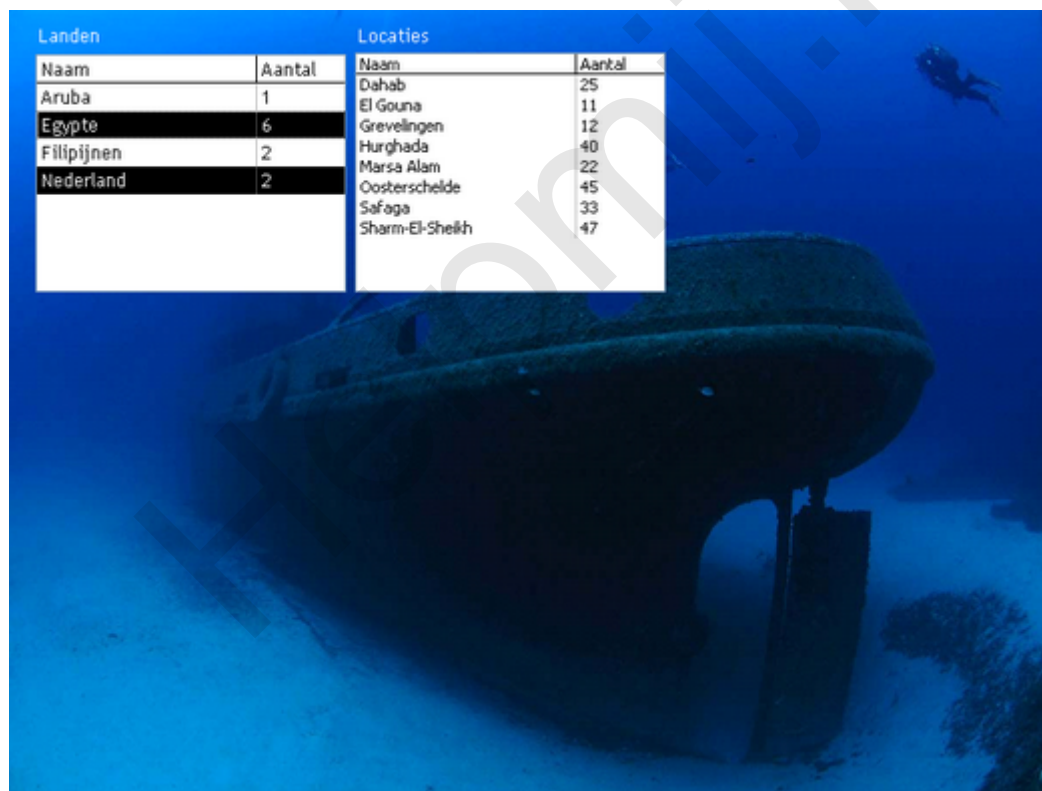 Landen
Naam Aantal
Aruba 1
Egypte 6
Filipijnen 2
Nederland 2
Locaties
Naam Aantal
Dahab 25
El Gouna 11
Grevelingen 12
Hurghada 40
Marsa Alam 22
Oosterschelde 45
Safaga 33
Sharm-El-Sheikh 47